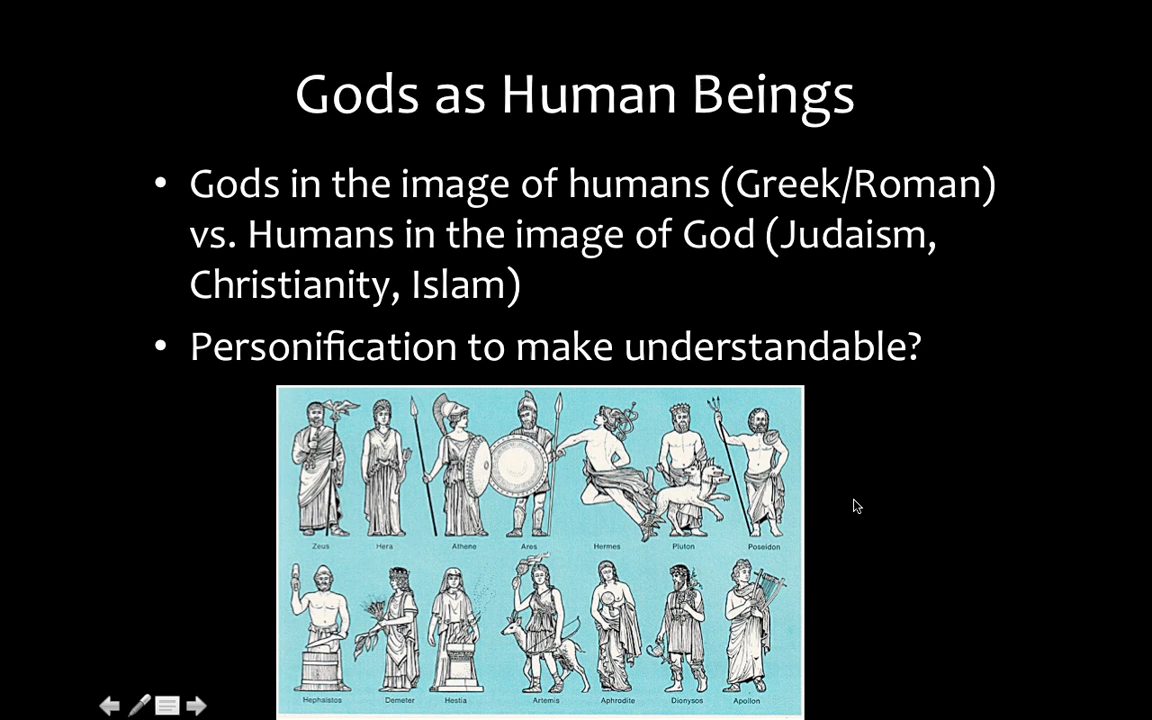 Gods as Human Beings
• Gods in the image of humans (Greek/Roman)
vs. Humans in the image of God (Judaism,
Christianity, Islam)
• Personification to make understandable?
Zeus Hera Athene Ares Hermes Pluton Poseidon
Hephaistos Demeter Hestia Artemis Aphrodite Dionysos Apollon